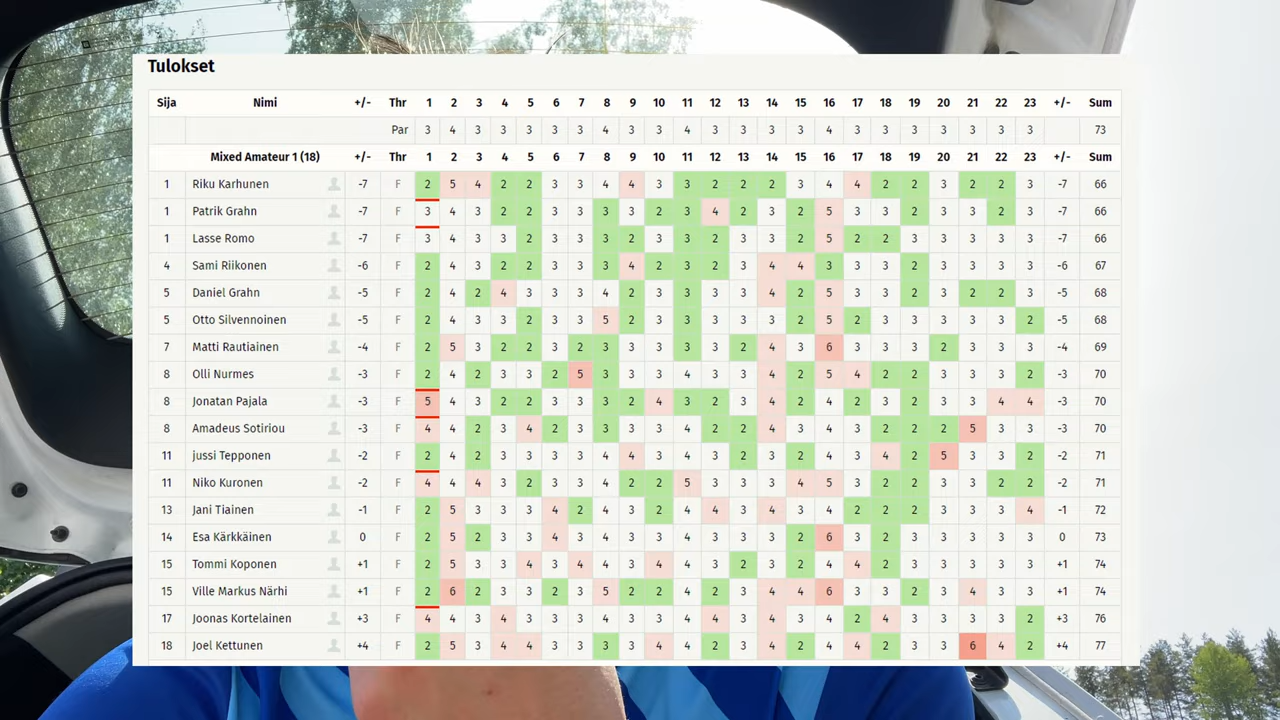 Tulokset
Sija Nimi +/- Thr 1 2 3 4 5 6 7 8 9 10 11 12 13 14 15 16 17 18 19 20 21 22 23 +/- Sum
Par 3 4 3 3 3 3 3 4 3 3 4 3 3 3 3 4 3 3 3 3 3 3 3 73
Mixed Amateur 1 (18) +/- Thr 1 2 3 4 5 6 7 8 9 10 11 12 13 14 15 16 17 18 19 20 21 22 23 +/- Sum
1 Riku Karhunen -7 F 2 5 4 2 2 3 3 4 4 3 3 2 2 2 3 4 4 2 2 3 2 2 3 -7 66
1 Patrik Grahn -7 F 3 4 3 2 2 3 3 3 3 2 3 4 2 3 2 5 3 3 2 3 3 2 3 -7 66
1 Lasse Romo -7 F 3 4 3 3 2 3 3 3 2 3 3 2 3 3 2 5 2 2 3 3 3 3 3 -7 66
4 Sami Riikonen -6 F 2 4 3 2 2 3 3 3 4 2 3 2 3 4 4 3 3 3 2 3 3 3 3 -6 67
5 Daniel Grahn -5 F 2 4 2 4 3 3 3 4 2 3 3 3 3 4 2 5 3 3 2 3 2 2 3 -5 68
5 Otto Silvennoinen -5 F 2 4 3 3 2 3 3 5 2 3 3 3 3 3 2 5 2 3 3 3 3 3 2 -5 68
7 Matti Rautiainen -4 F 2 5 3 2 2 3 2 3 3 3 3 3 2 4 3 6 3 3 3 2 3 3 3 -4 69
8 Olli Nurmes -3 F 2 4 2 3 3 2 5 3 3 3 4 3 3 4 2 5 4 2 2 3 3 3 2 -3 70
8 Jonatan Pajala -3 F 5 4 3 2 2 3 3 3 2 4 3 2 3 4 2 4 2 3 2 3 3 4 4 -3 70
8 Amadeus Sotiriou -3 F 4 4 2 3 4 2 3 3 3 3 4 2 2 4 3 4 3 2 2 2 5 3 3 -3 70
11 jussi Tepponen -2 F 2 4 2 3 3 3 3 4 4 3 4 3 2 3 2 4 3 4 2 5 3 3 2 -2 71
11 Niko Kuronen -2 F 4 4 4 3 2 3 3 4 2 2 5 3 3 3 4 5 3 2 2 3 3 2 2 -2 71
13 Jani Tiainen -1 F 2 5 3 3 3 4 2 4 3 2 4 4 3 4 3 4 2 2 2 3 3 3 4 -1 72
14 Esa Kärkkäinen 0 F 2 5 2 3 3 4 3 4 3 3 4 3 3 3 2 6 3 2 3 3 3 3 3 0 73
15 Tommi Koponen +1 F 2 5 3 3 4 3 4 4 3 4 4 3 2 3 2 4 4 2 3 3 3 3 3 +1 74
15 Ville Markus Närhi +1 F 2 6 2 3 3 2 3 5 2 2 4 2 3 4 4 6 3 3 2 3 4 3 3 +1 74
17 Joonas Kortelainen +3 F 4 4 3 4 3 3 3 4 3 3 4 4 3 4 3 4 2 4 3 3 3 3 2 +3 76
18 Joel Kettunen +4 F 2 5 3 4 4 3 3 3 3 4 4 2 3 4 2 4 4 2 3 3 6 4 2 +4 77